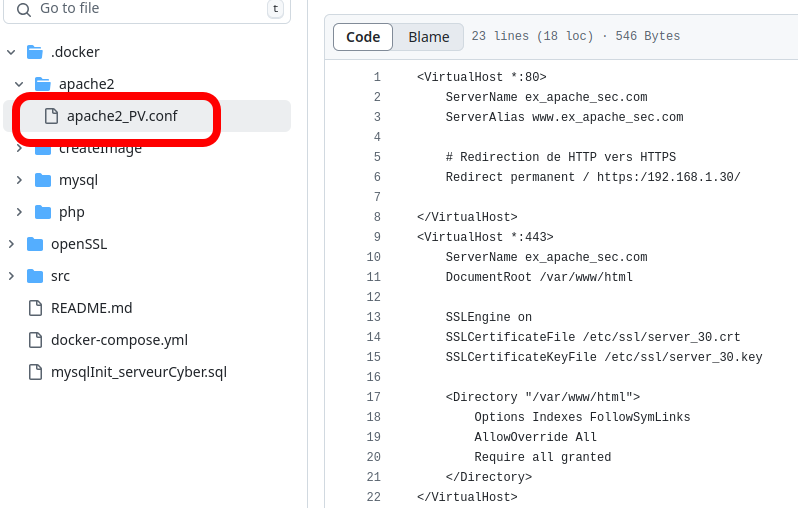 Go to file
t
.docker
apache2
apache2_PV.conf
createImage
mysql
php
openSSL
src
README.md
docker-compose.yml
mysqlInit_serveurCyber.sql
Code Blame 23 lines (18 loc) · 546 Bytes
1 <VirtualHost *:80>
2 ServerName ex_apache_sec.com
3 ServerAlias www.ex_apache_sec.com
4
5 # Redirection de HTTP vers HTTPS
6 Redirect permanent / https:/192.168.1.30/
7
8 </VirtualHost>
9 <VirtualHost *:443>
10 ServerName ex_apache_sec.com
11 DocumentRoot /var/www/html
12
13 SSLEngine on
14 SSLCertificateFile /etc/ssl/server_30.crt
15 SSLCertificateKeyFile /etc/ssl/server_30.key
16
17 <Directory "/var/www/html">
18 Options Indexes FollowSymLinks
19 AllowOverride All
20 Require all granted
21 </Directory>
22 </VirtualHost>